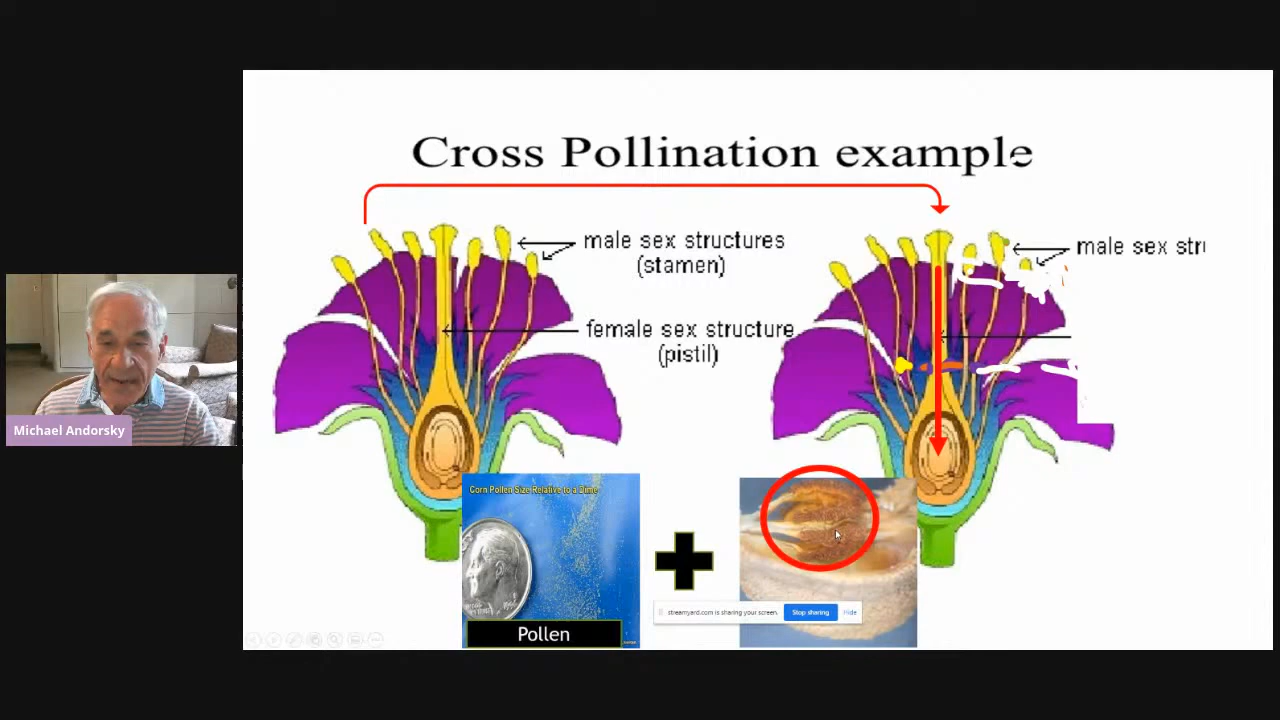 Cross Pollination example
male sex structures
(stamen)
male sex stru
female sex structure
(pistil)
Michael Andorsky
Corn Pollen Size Relative to a Dime
Pollen
streamyard.com is sharing your screen.
Stop sharing
Hide